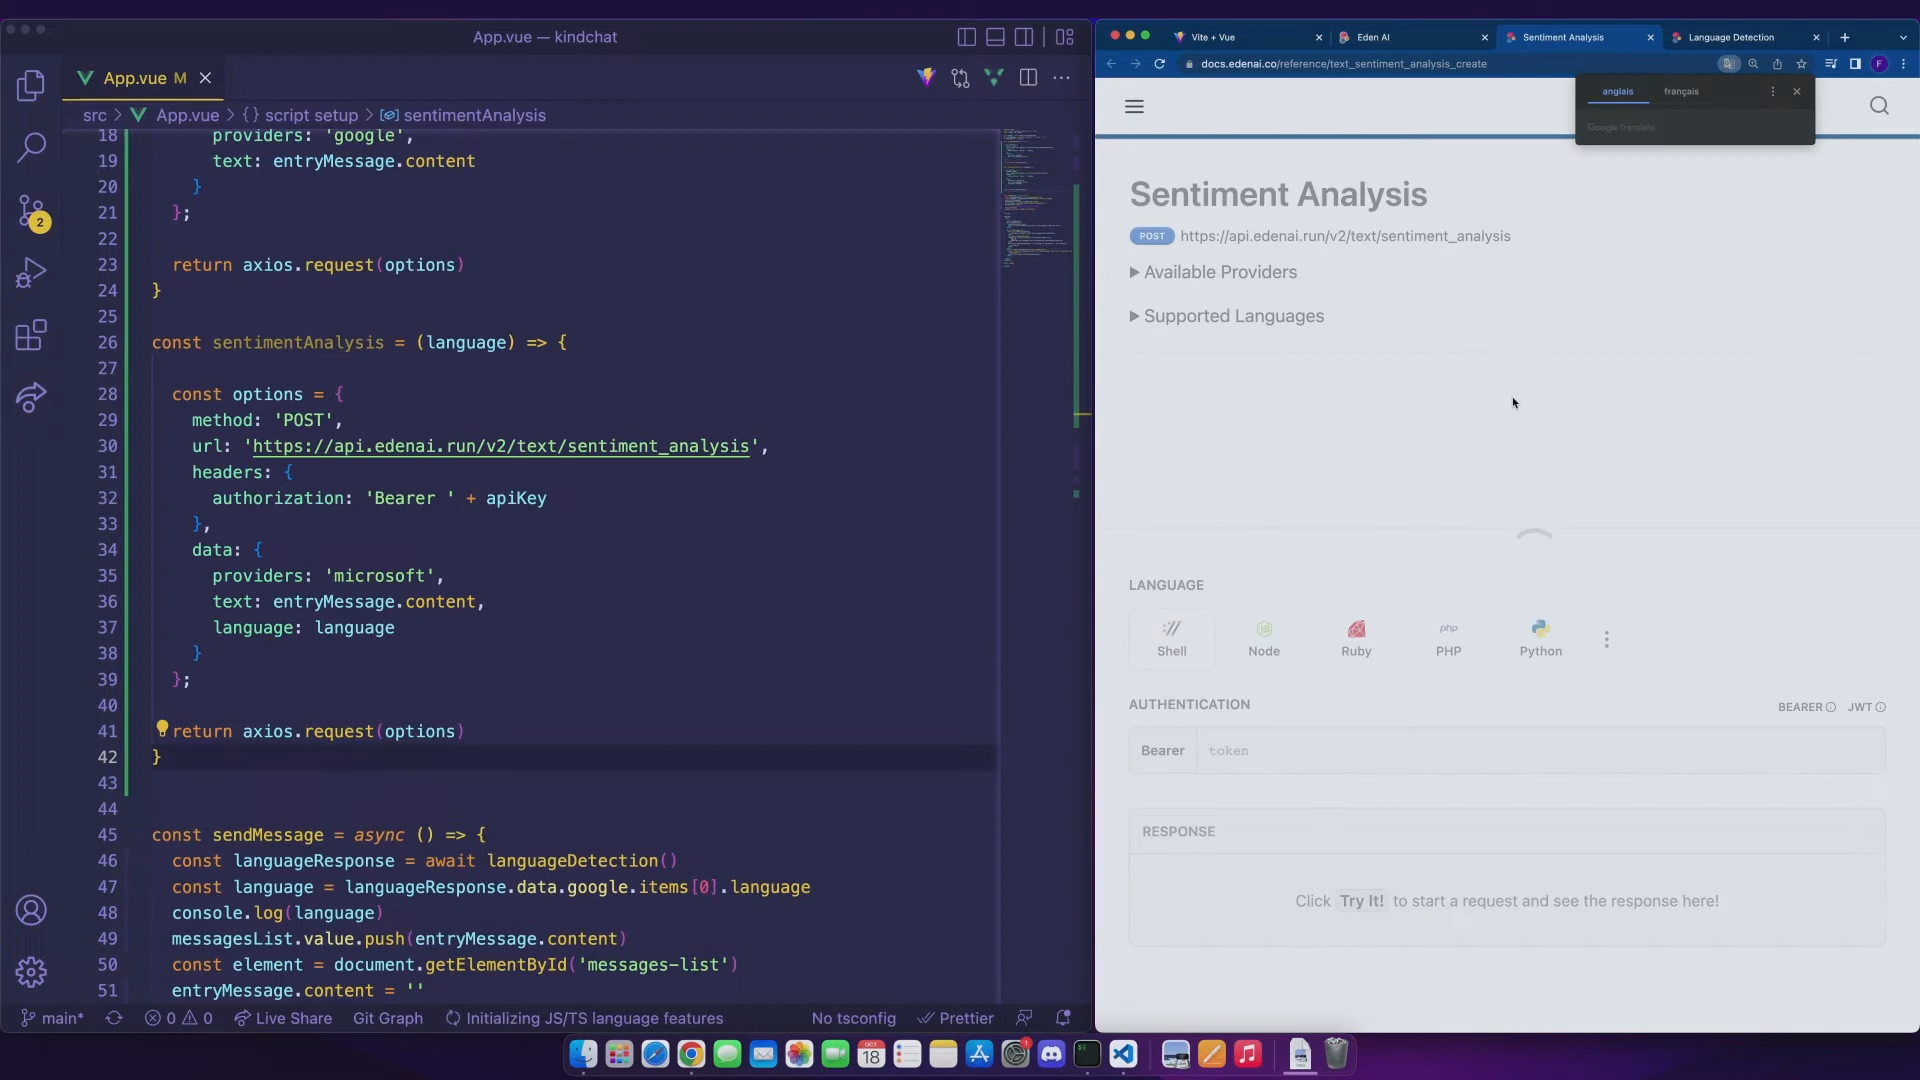 App.vue — kindchat
App.vue M
src > App.vue > {} script setup > sentimentAnalysis
18 providers: 'google',
19 text: entryMessage.content
20 }
21 };
22
23 return axios.request(options)
24 }
25
26 const sentimentAnalysis = (language) => {
27
28 const options = {
29 method: 'POST',
30 url: 'https://api.edenai.run/v2/text/sentiment_analysis',
31 headers: {
32 authorization: 'Bearer ' + apiKey
33 },
34 data: {
35 providers: 'microsoft',
36 text: entryMessage.content,
37 language: language
38 }
39 };
40
41 return axios.request(options)
42 }
43
44
45 const sendMessage = async () => {
46 const languageResponse = await languageDetection()
47 const language = languageResponse.data.google.items[0].language
48 console.log(language)
49 messagesList.value.push(entryMessage.content)
50 const element = document.getElementById('messages-list')
51 entryMessage.content = ''
2
main* 0 0 Live Share Git Graph Initializing JS/TS language features No tsconfig Prettier
Vite + Vue Eden AI Sentiment Analysis Language Detection
docs.edenai.co/reference/text_sentiment_analysis_create
F
anglais français
Google Translate
Sentiment Analysis
POST https://api.edenai.run/v2/text/sentiment_analysis
Available Providers
Supported Languages
LANGUAGE
php
Shell Node Ruby PHP Python
AUTHENTICATION BEARER JWT
Bearer token
RESPONSE
Click Try It! to start a request and see the response here!
OCT
18
1